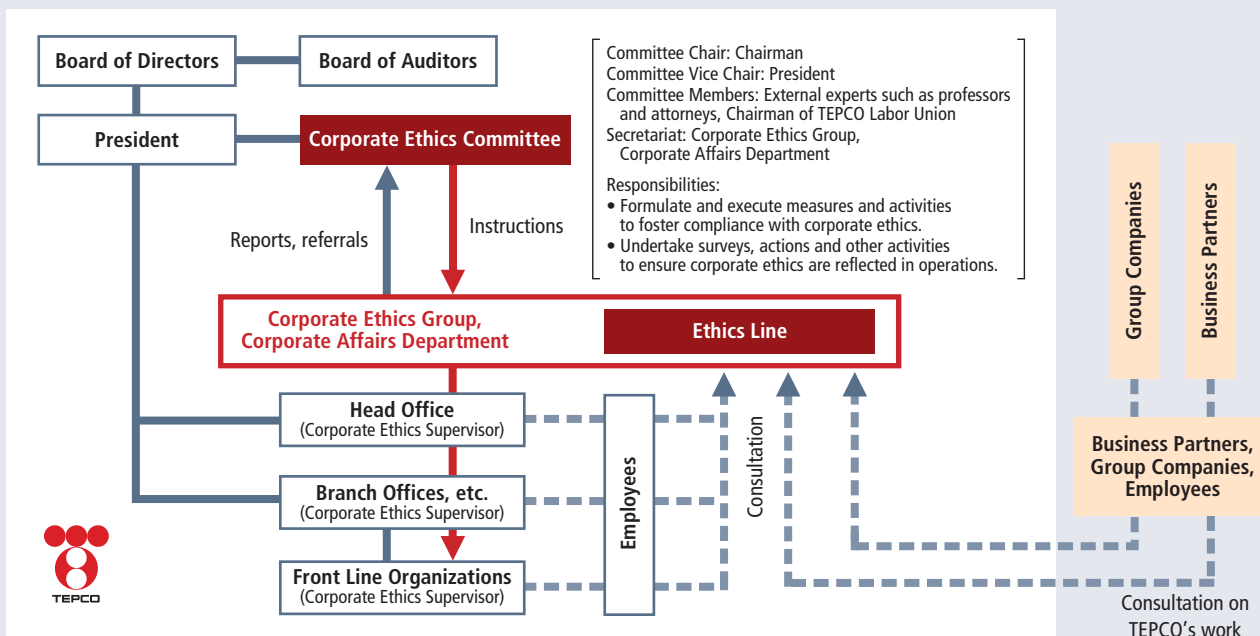 Board of Directors
Board of Auditors
President
Corporate Ethics Committee
Committee Chair: Chairman
Committee Vice Chair: President
Committee Members: External experts such as professors
and attorneys, Chairman of TEPCO Labor Union
Secretariat: Corporate Ethics Group,
Corporate Affairs Department
Responsibilities:
• Formulate and execute measures and activities
to foster compliance with corporate ethics.
• Undertake surveys, actions and other activities
to ensure corporate ethics are reflected in operations.
Reports, referrals
Instructions
Corporate Ethics Group,
Corporate Affairs Department
Ethics Line
Head Office
(Corporate Ethics Supervisor)
Branch Offices, etc.
(Corporate Ethics Supervisor)
Front Line Organizations
(Corporate Ethics Supervisor)
Employees
Consultation
Group Companies
Business Partners
Business Partners,
Group Companies,
Employees
Consultation on
TEPCO's work
TEPCO